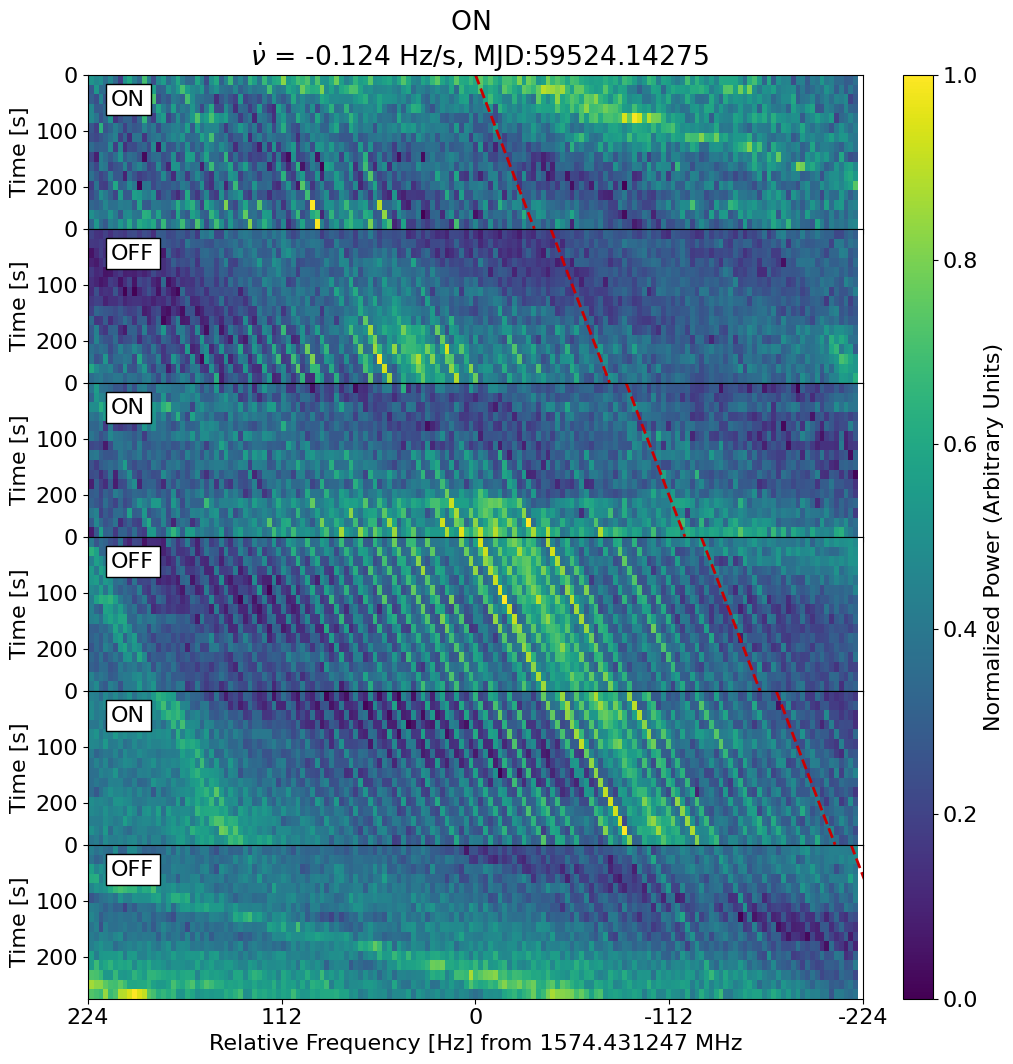 ON
ν̇ = -0.124 Hz/s, MJD:59524.14275
ON
OFF
ON
OFF
ON
OFF
Time [s]
0
100
200
Time [s]
0
100
200
Time [s]
0
100
200
Time [s]
0
100
200
Time [s]
0
100
200
Time [s]
0
100
200
224
112
0
-112
-224
Relative Frequency [Hz] from 1574.431247 MHz
1.0
0.8
0.6
0.4
0.2
0.0
Normalized Power (Arbitrary Units)